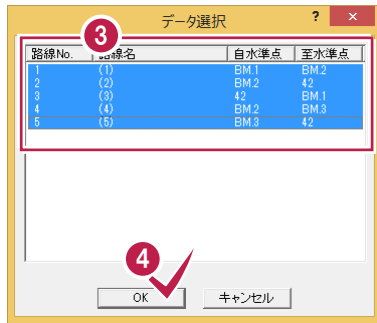 データ選択 ? ×
3
路線No. 路線名 自水準点 至水準点
1 (1) BM.1 BM.2
2 (2) BM.2 42
3 (3) 42 BM.1
4 (4) BM.2 BM.3
5 (5) BM.3 42
4
OK キャンセル